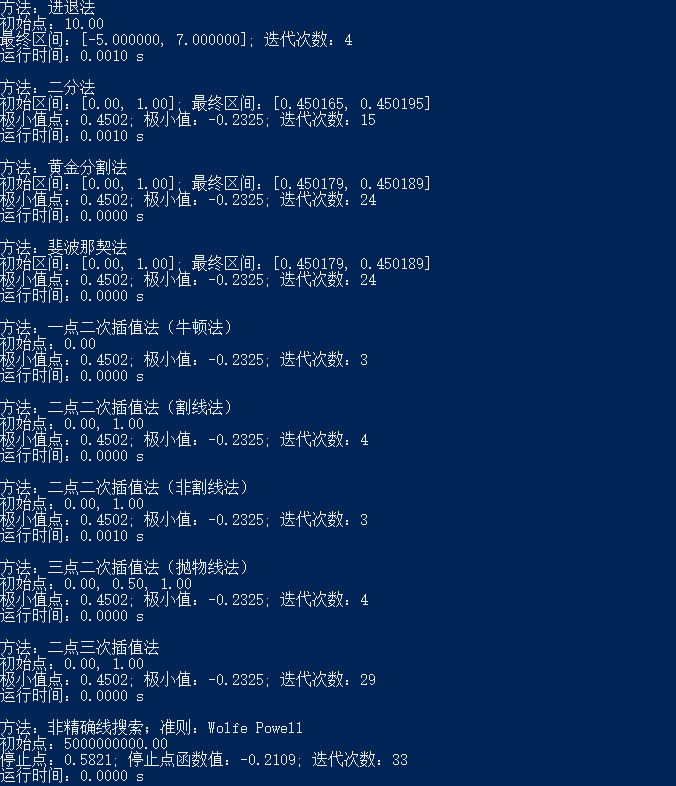 方法：进退法
初始点：10.00
最终区间：[-5.000000, 7.000000]; 迭代次数：4
运行时间：0.0010 s
方法：二分法
初始区间：[0.00, 1.00]; 最终区间：[0.450165, 0.450195]
极小值点：0.4502; 极小值：-0.2325; 迭代次数：15
运行时间：0.0010 s
方法：黄金分割法
初始区间：[0.00, 1.00]; 最终区间：[0.450179, 0.450189]
极小值点：0.4502; 极小值：-0.2325; 迭代次数：24
运行时间：0.0000 s
方法：斐波那契法
初始区间：[0.00, 1.00]; 最终区间：[0.450179, 0.450189]
极小值点：0.4502; 极小值：-0.2325; 迭代次数：24
运行时间：0.0000 s
方法：一点二次插值法（牛顿法）
初始点：0.00
极小值点：0.4502; 极小值：-0.2325; 迭代次数：3
运行时间：0.0000 s
方法：二点二次插值法（割线法）
初始点：0.00, 1.00
极小值点：0.4502; 极小值：-0.2325; 迭代次数：4
运行时间：0.0000 s
方法：二点二次插值法（非割线法）
初始点：0.00, 1.00
极小值点：0.4502; 极小值：-0.2325; 迭代次数：3
运行时间：0.0010 s
方法：三点二次插值法（抛物线法）
初始点：0.00, 0.50, 1.00
极小值点：0.4502; 极小值：-0.2325; 迭代次数：4
运行时间：0.0000 s
方法：二点三次插值法
初始点：0.00, 1.00
极小值点：0.4502; 极小值：-0.2325; 迭代次数：29
运行时间：0.0000 s
方法：非精确线搜索；准则：Wolfe Powell
初始点：5000000000.00
停止点：0.5821; 停止点函数值：-0.2109; 迭代次数：33
运行时间：0.0000 s